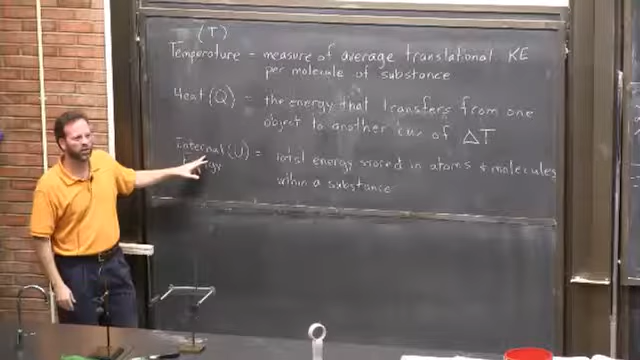 (T)
Temperature = measure of average translational KE
per molecule of substance
Heat (Q) = the energy that transfers from one
object to another cuz of ΔT
Internal (U) = total energy stored in atoms + molecules
Energy
within a substance